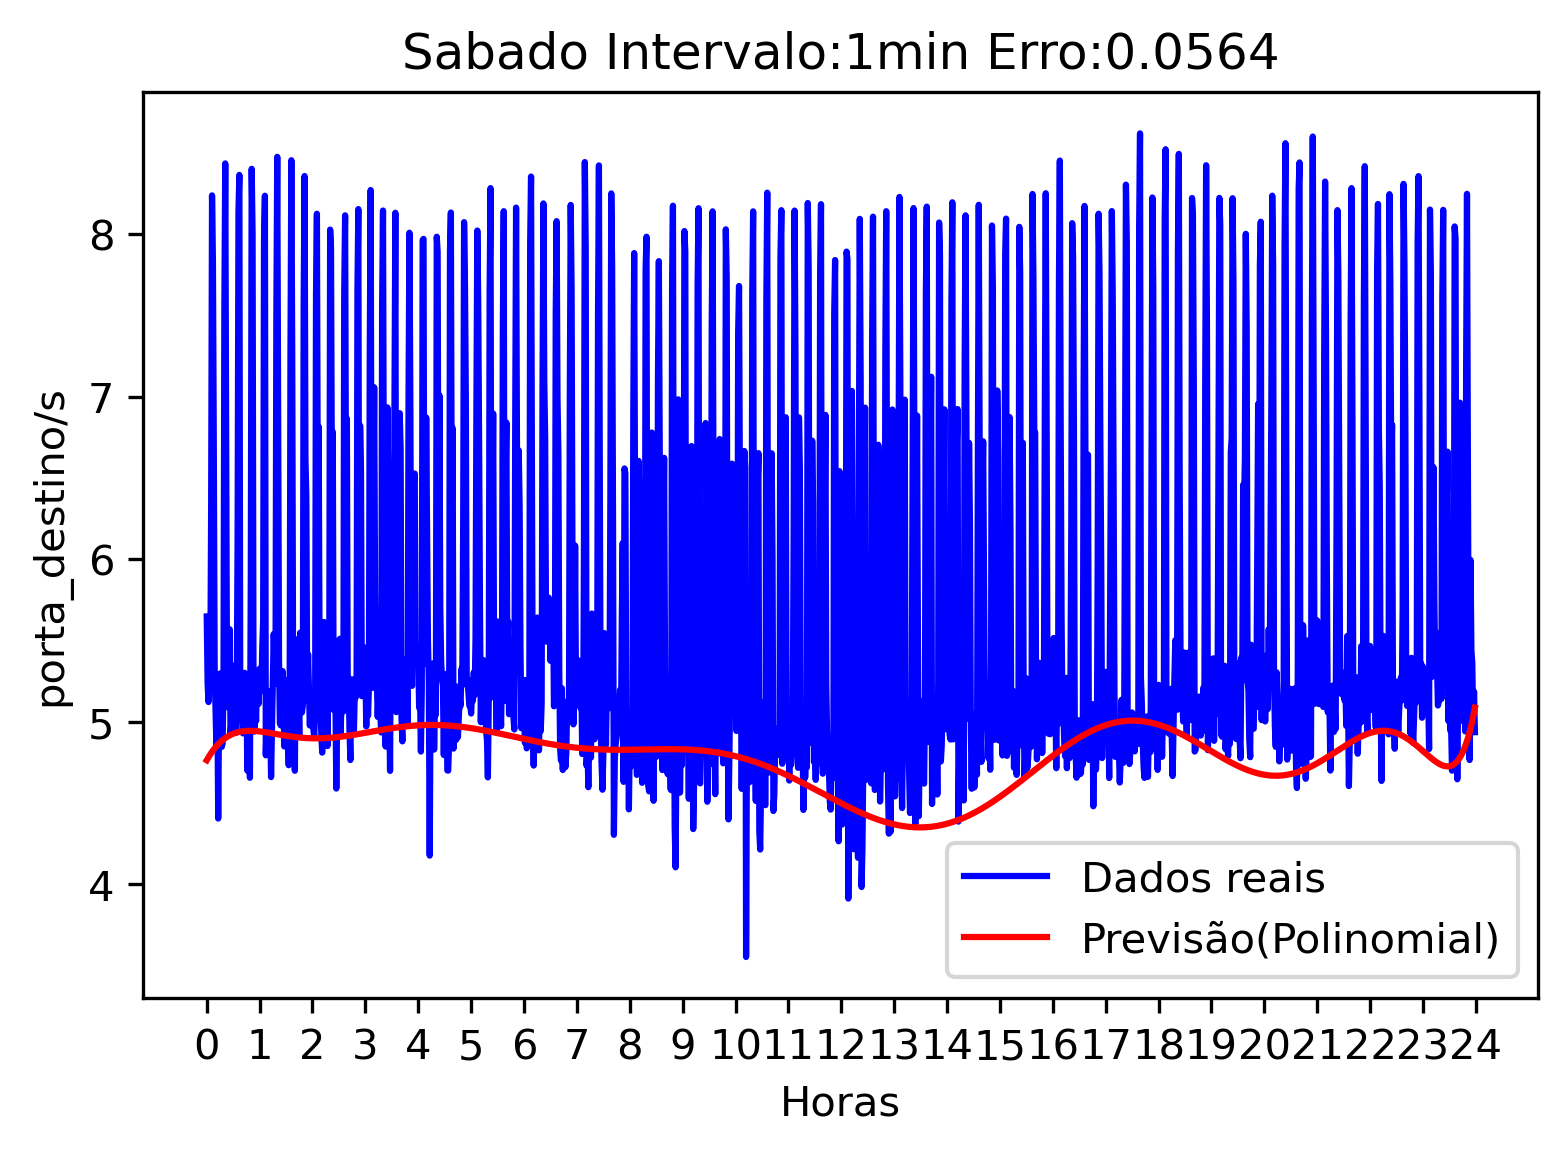 Sabado Intervalo:1min Erro:0.0564
8
7
6
5
4
porta_destino/s
Dados reais
Previsão(Polinomial)
0 1 2 3 4 5 6 7 8 9 10 11 12 13 14 15 16 17 18 19 20 21 22 23 24
Horas